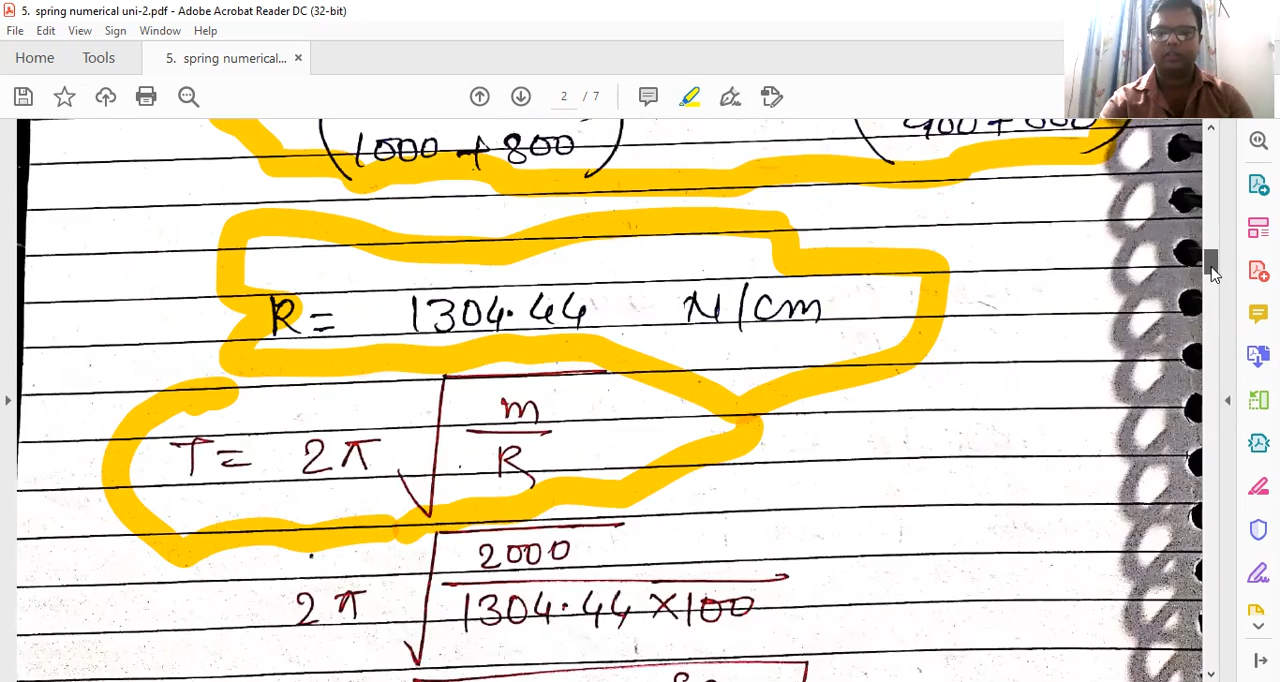 5. spring numerical uni-2.pdf - Adobe Acrobat Reader DC (32-bit)
File Edit View Sign Window Help
Home Tools 5. spring numerical... ×
2 / 7
(1000 + 800)
R = 1304.44 N/cm
T = 2π √ m
R
2π √ 2000
1304.44 × 100